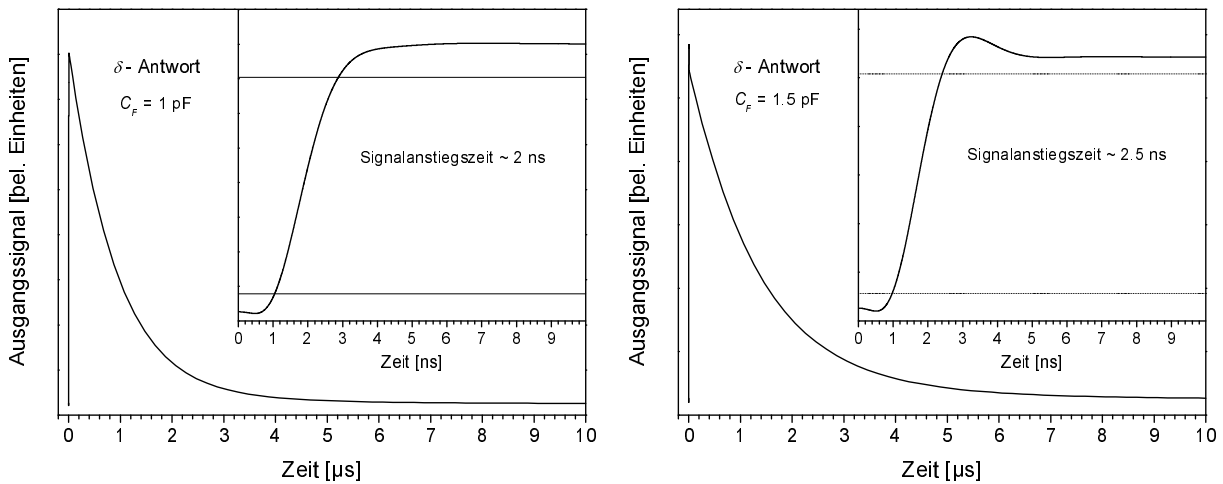 Ausgangssignal [bel. Einheiten]
δ - Antwort
C_F = 1 pF
Signalanstiegszeit ~ 2 ns
0 1 2 3 4 5 6 7 8 9
Zeit [ns]
0 1 2 3 4 5 6 7 8 9 10
Zeit [µs]
Ausgangssignal [bel. Einheiten]
δ - Antwort
C_F = 1.5 pF
Signalanstiegszeit ~ 2.5 ns
0 1 2 3 4 5 6 7 8 9
Zeit [ns]
0 1 2 3 4 5 6 7 8 9 10
Zeit [µs]